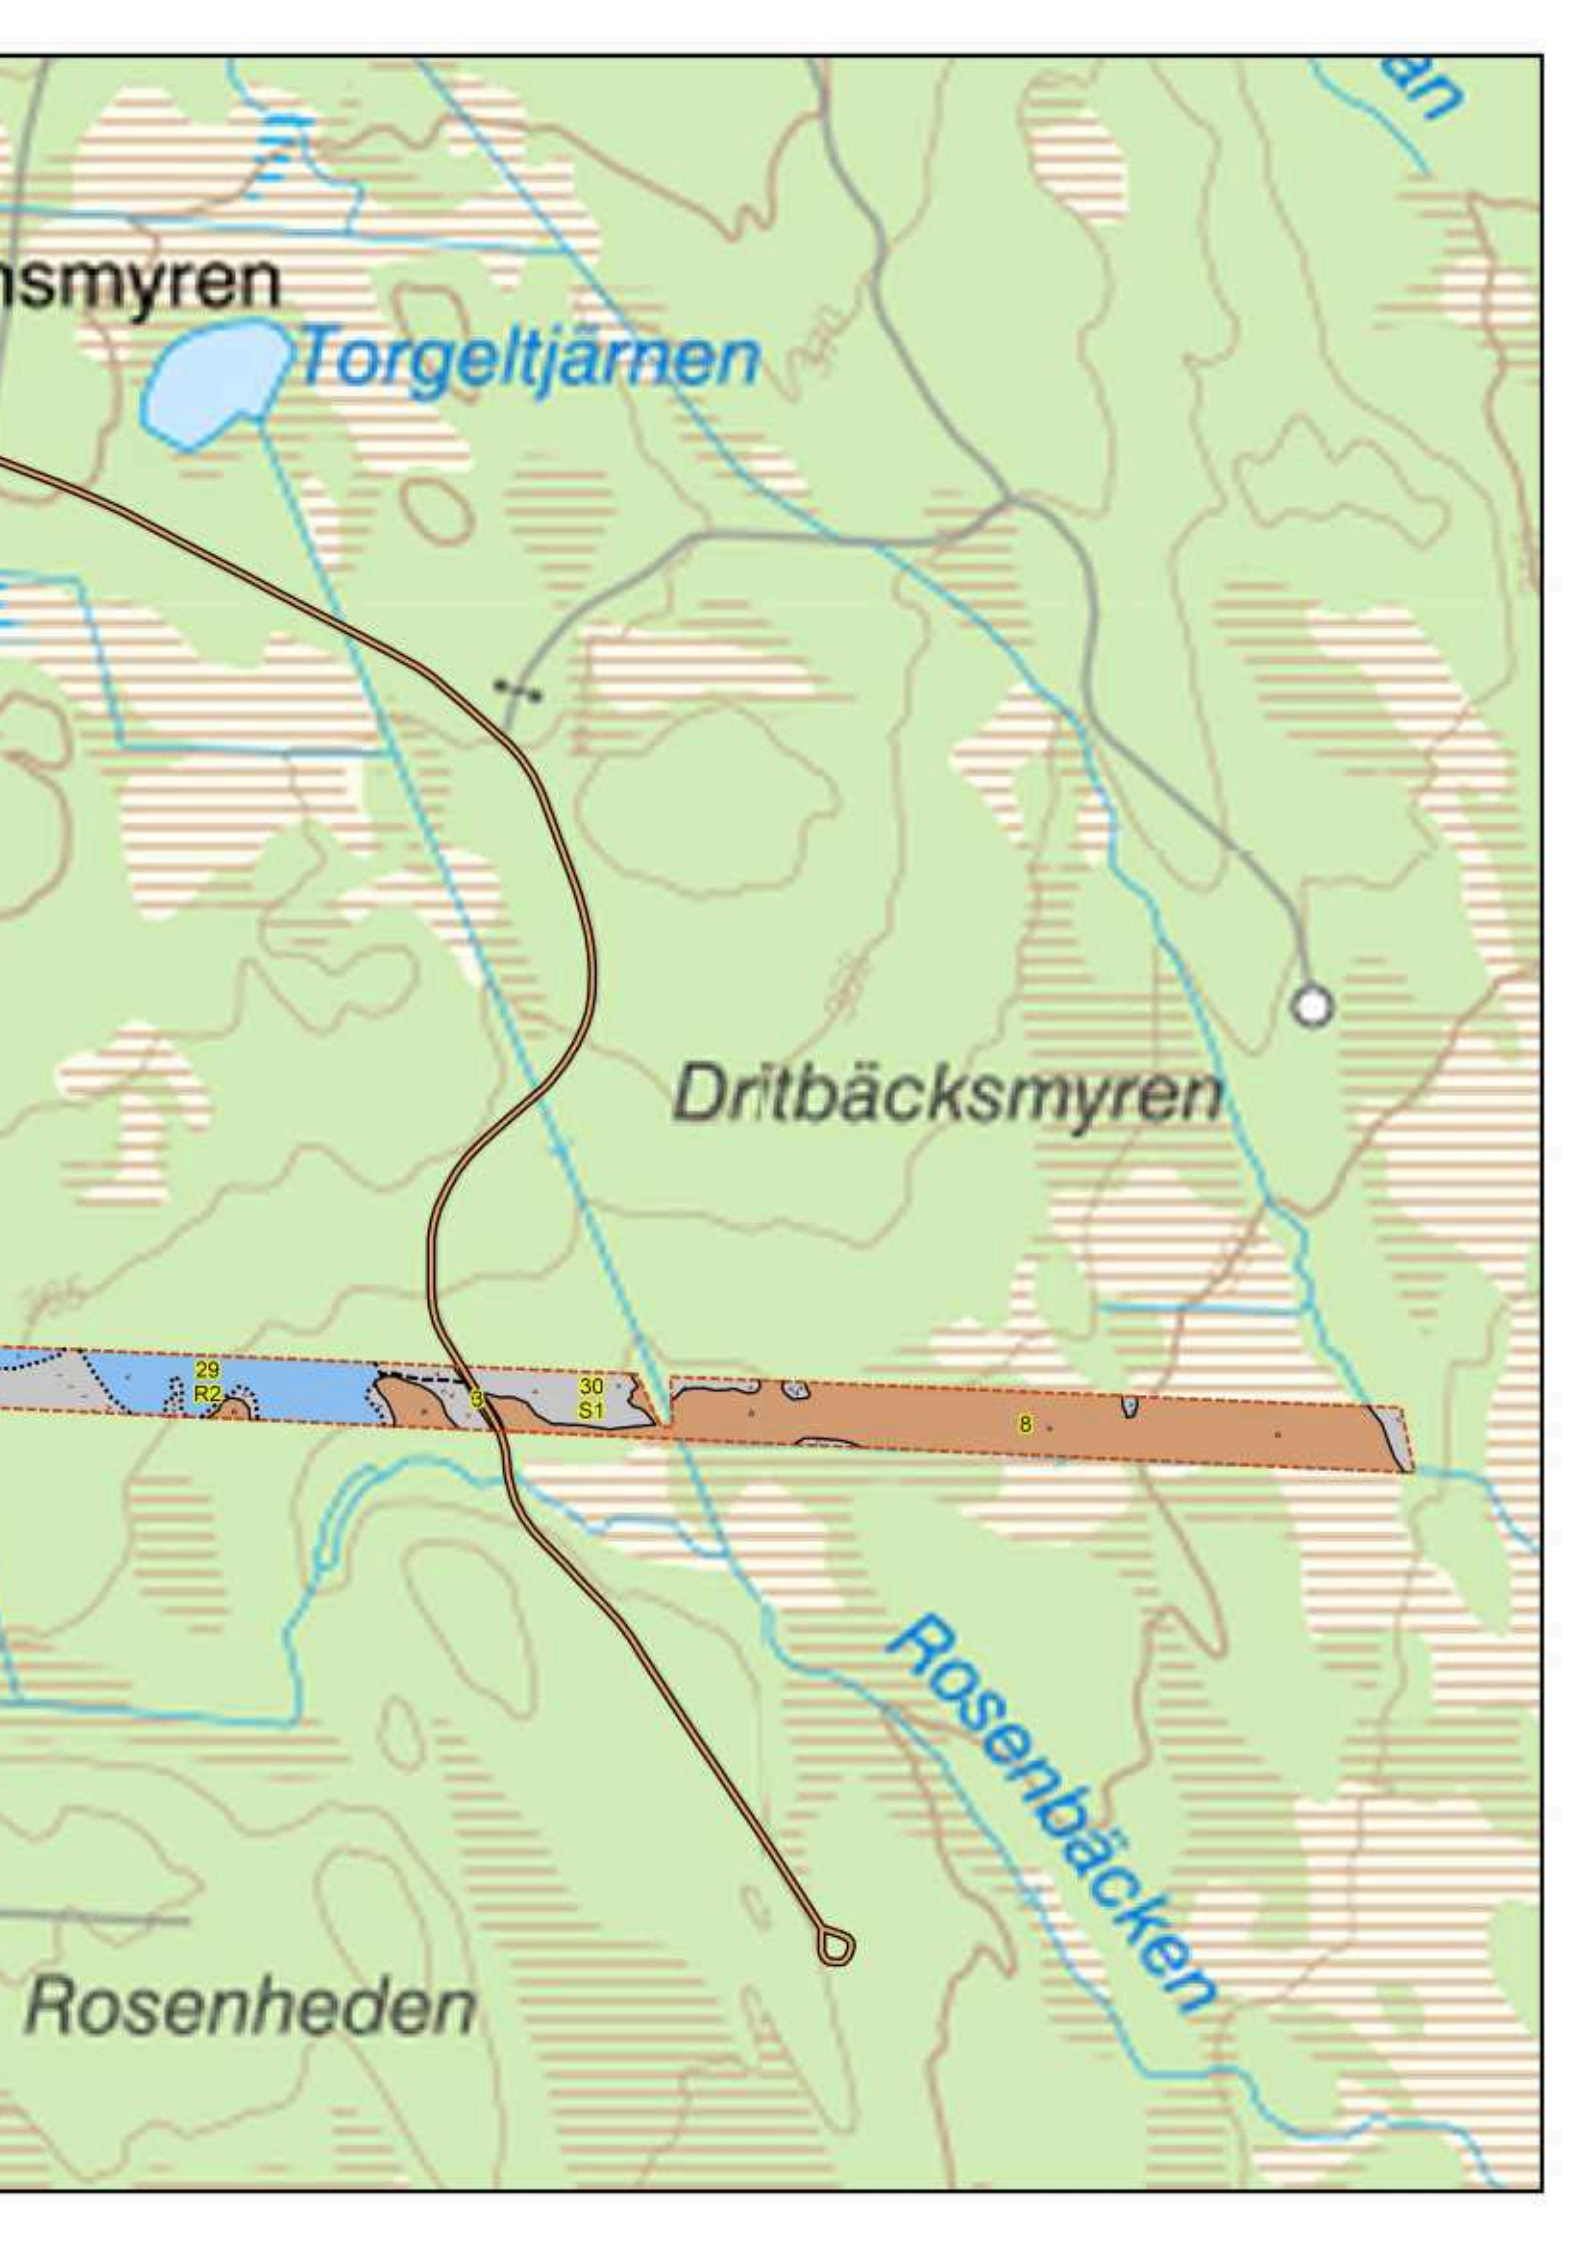 an
nsmyren
Torgeltjärnen
Dritbäcksmyren
29
R2
30
S1
8
Rosenbäcken
Rosenheden